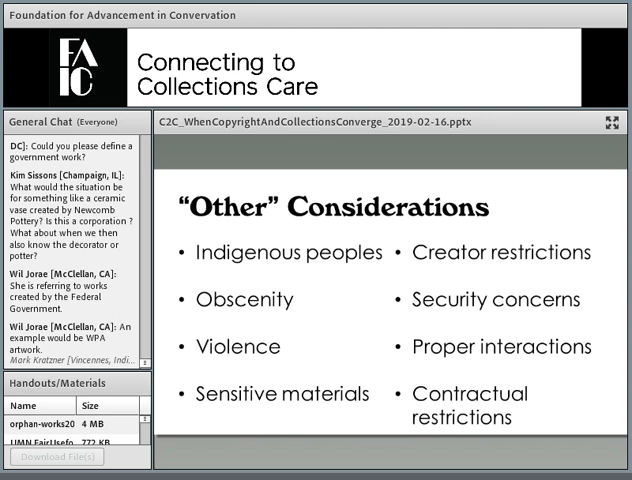 Foundation for Advancement in Convervation
FA
IC
Connecting to
Collections Care
General Chat (Everyone)
DC]: Could you please define a
government work?
Kim Sissons [Champaign, IL]:
What would the situation be
for something like a ceramic
vase created by Newcomb
Pottery? Is this a corporation ?
What about when we then
also know the decorator or
potter?
Wil Jorae [McClellan, CA]:
She is referring to works
created by the Federal
Government.
Wil Jorae [McClellan, CA]: An
example would be WPA
artwork.
Mark Kratzner [Vincennes, Indi...
Handouts/Materials
Name Size
orphan-works20 4 MB
UMN FairUsefo 772 KB
Download File(s)
C2C_WhenCopyrightAndCollectionsConverge_2019-02-16.pptx
“Other” Considerations
• Indigenous peoples
• Obscenity
• Violence
• Sensitive materials
• Creator restrictions
• Security concerns
• Proper interactions
• Contractual
restrictions